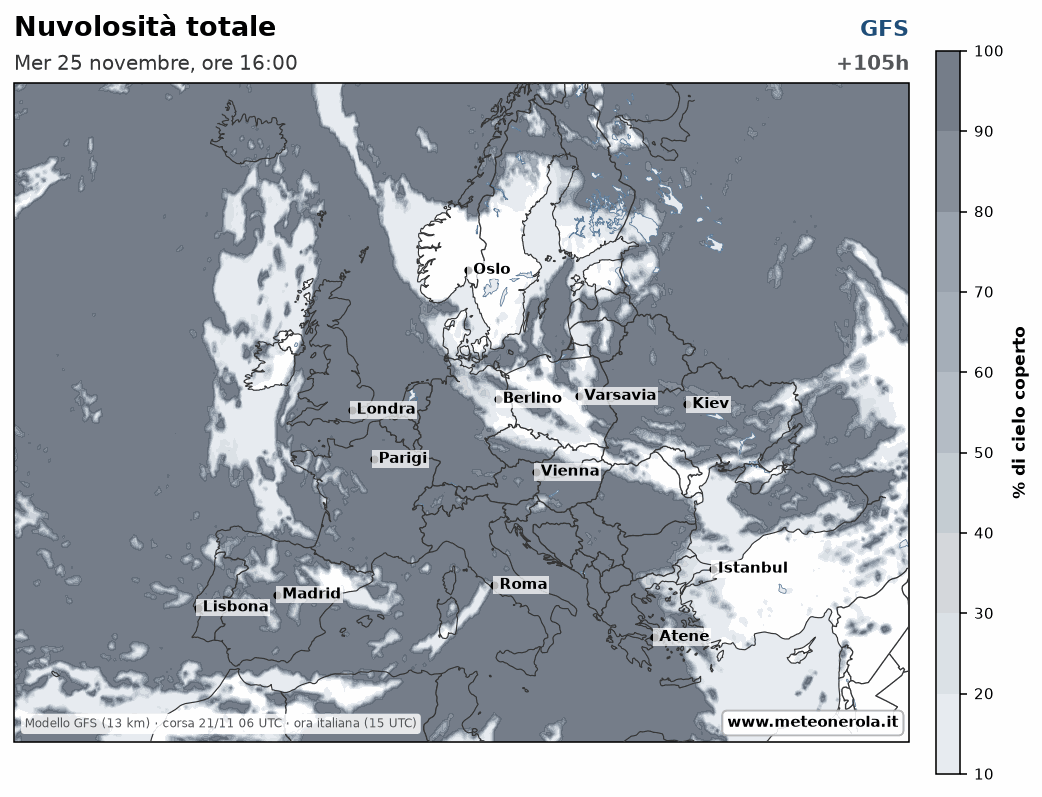 Nuvolosità totale
GFS
Mer 25 novembre, ore 16:00
+105h
100
90
80
70
60
50
40
30
20
10
% di cielo coperto
Oslo
Berlino
Varsavia
Kiev
Londra
Parigi
Vienna
Istanbul
Roma
Madrid
Lisbona
Atene
Modello GFS (13 km) · corsa 21/11 06 UTC · ora italiana (15 UTC)
www.meteonerola.it